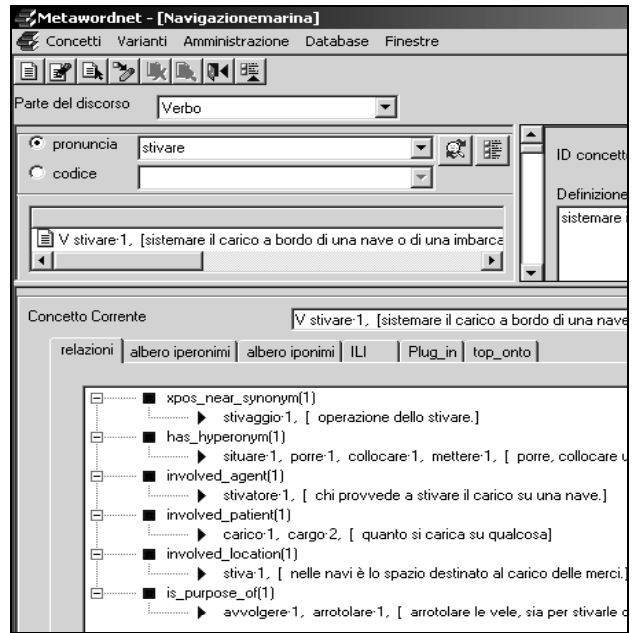 Metawordnet - [Navigazionemarina]
Concetti Varianti Amministrazione Database Finestre
Parte del discorso Verbo
pronuncia stivare
codice
ID concetto
Definizione
sistemare i
V stivare·1, [sistemare il carico a bordo di una nave o di una imbarca
Concetto Corrente V stivare·1, [sistemare il carico a bordo di una nave
relazioni albero iperonimi albero iponimi ILI Plug_in top_onto
xpos_near_synonym(1)
stivaggio·1, [ operazione dello stivare.]
has_hyperonym(1)
situare·1, porre·1, collocare·1, mettere·1, [ porre, collocare u
involved_agent(1)
stivatore·1, [ chi provvede a stivare il carico su una nave.]
involved_patient(1)
carico·1, cargo·2, [ quanto si carica su qualcosa]
involved_location(1)
stiva·1, [ nelle navi è lo spazio destinato al carico delle merci.]
is_purpose_of(1)
avvolgere·1, arrotolare·1, [ arrotolare le vele, sia per stivarle